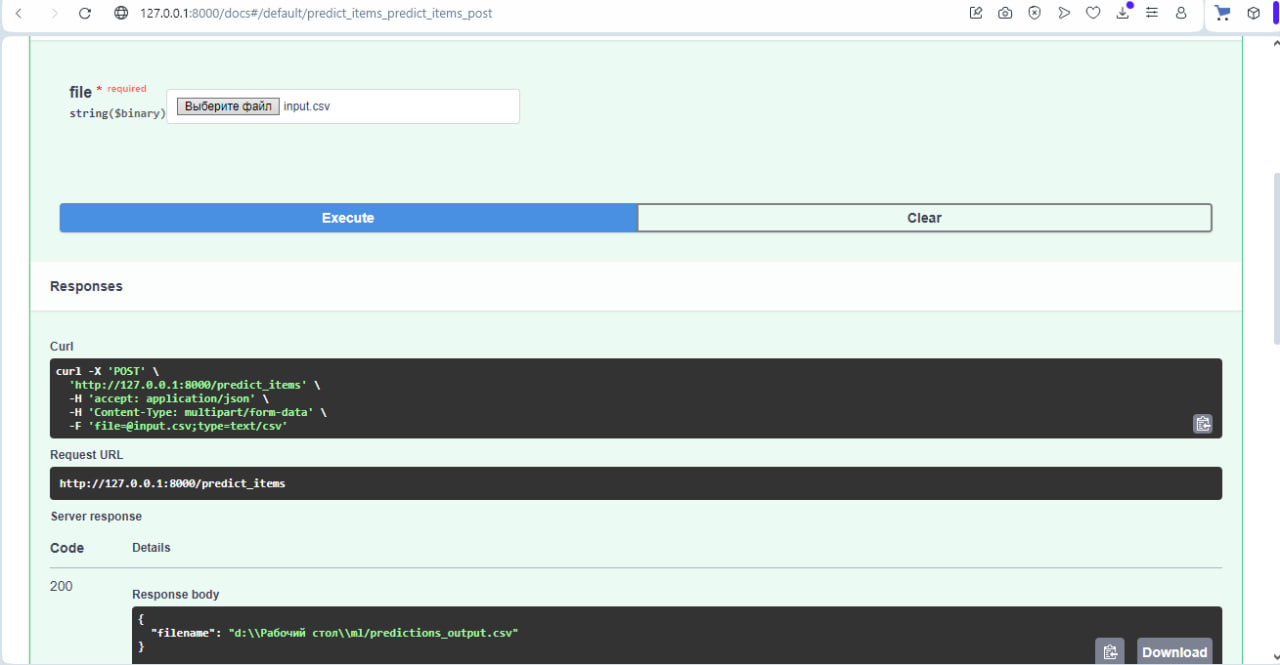 127.0.0.1:8000/docs#/default/predict_items_predict_items_post
file * required
string($binary)
Выберите файл input.csv
Execute
Clear
Responses
Curl
curl -X 'POST' \
'http://127.0.0.1:8000/predict_items' \
-H 'accept: application/json' \
-H 'Content-Type: multipart/form-data' \
-F 'file=@input.csv;type=text/csv'
Request URL
http://127.0.0.1:8000/predict_items
Server response
Code Details
200
Response body
{
"filename": "d:\\Рабочий стол\\ml/predictions_output.csv"
}
Download